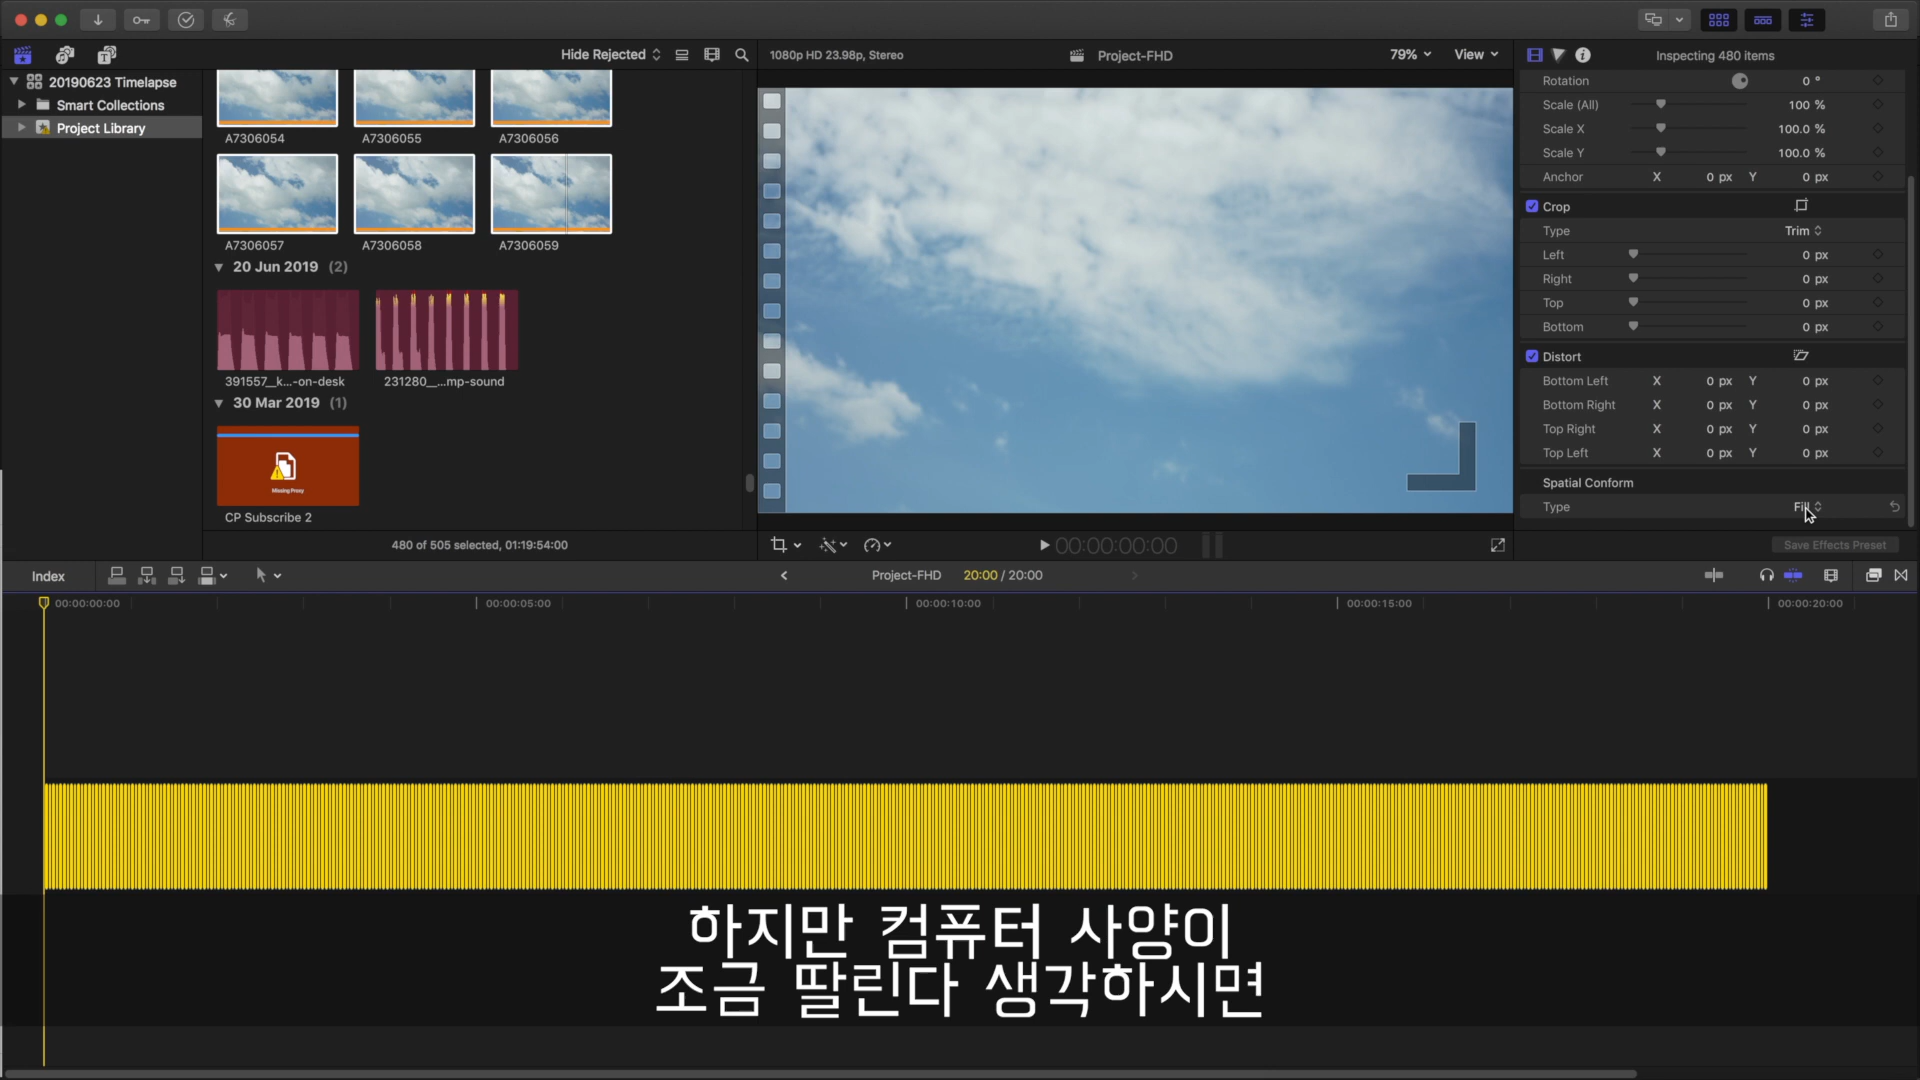 Hide Rejected
1080p HD 23.98p, Stereo
Project-FHD
79%
View
Inspecting 480 items
20190623 Timelapse
Smart Collections
Project Library
A7306054
A7306055
A7306056
A7306057
A7306058
A7306059
20 Jun 2019 (2)
391557__k...-on-desk
231280__...mp-sound
30 Mar 2019 (1)
Missing Proxy
CP Subscribe 2
480 of 505 selected, 01:19:54:00
00:00:00:00
Rotation 0 °
Scale (All) 100 %
Scale X 100.0 %
Scale Y 100.0 %
Anchor X 0 px Y 0 px
Crop
Type Trim
Left 0 px
Right 0 px
Top 0 px
Bottom 0 px
Distort
Bottom Left X 0 px Y 0 px
Bottom Right X 0 px Y 0 px
Top Right X 0 px Y 0 px
Top Left X 0 px Y 0 px
Spatial Conform
Type Fill
Save Effects Preset
Index
Project-FHD
20:00 / 20:00
00:00:00:00
00:00:05:00
00:00:10:00
00:00:15:00
00:00:20:00
하지만 컴퓨터 사양이
조금 딸린다 생각하시면